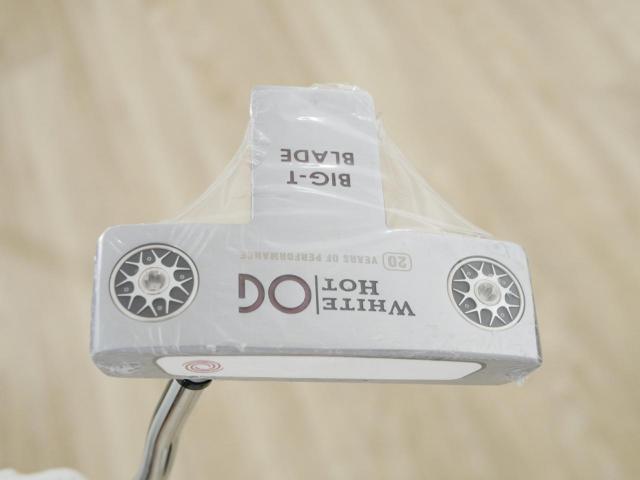 WHITE
HOT
OG
20 YEARS OF PERFORMANCE
BIG-T
BLADE